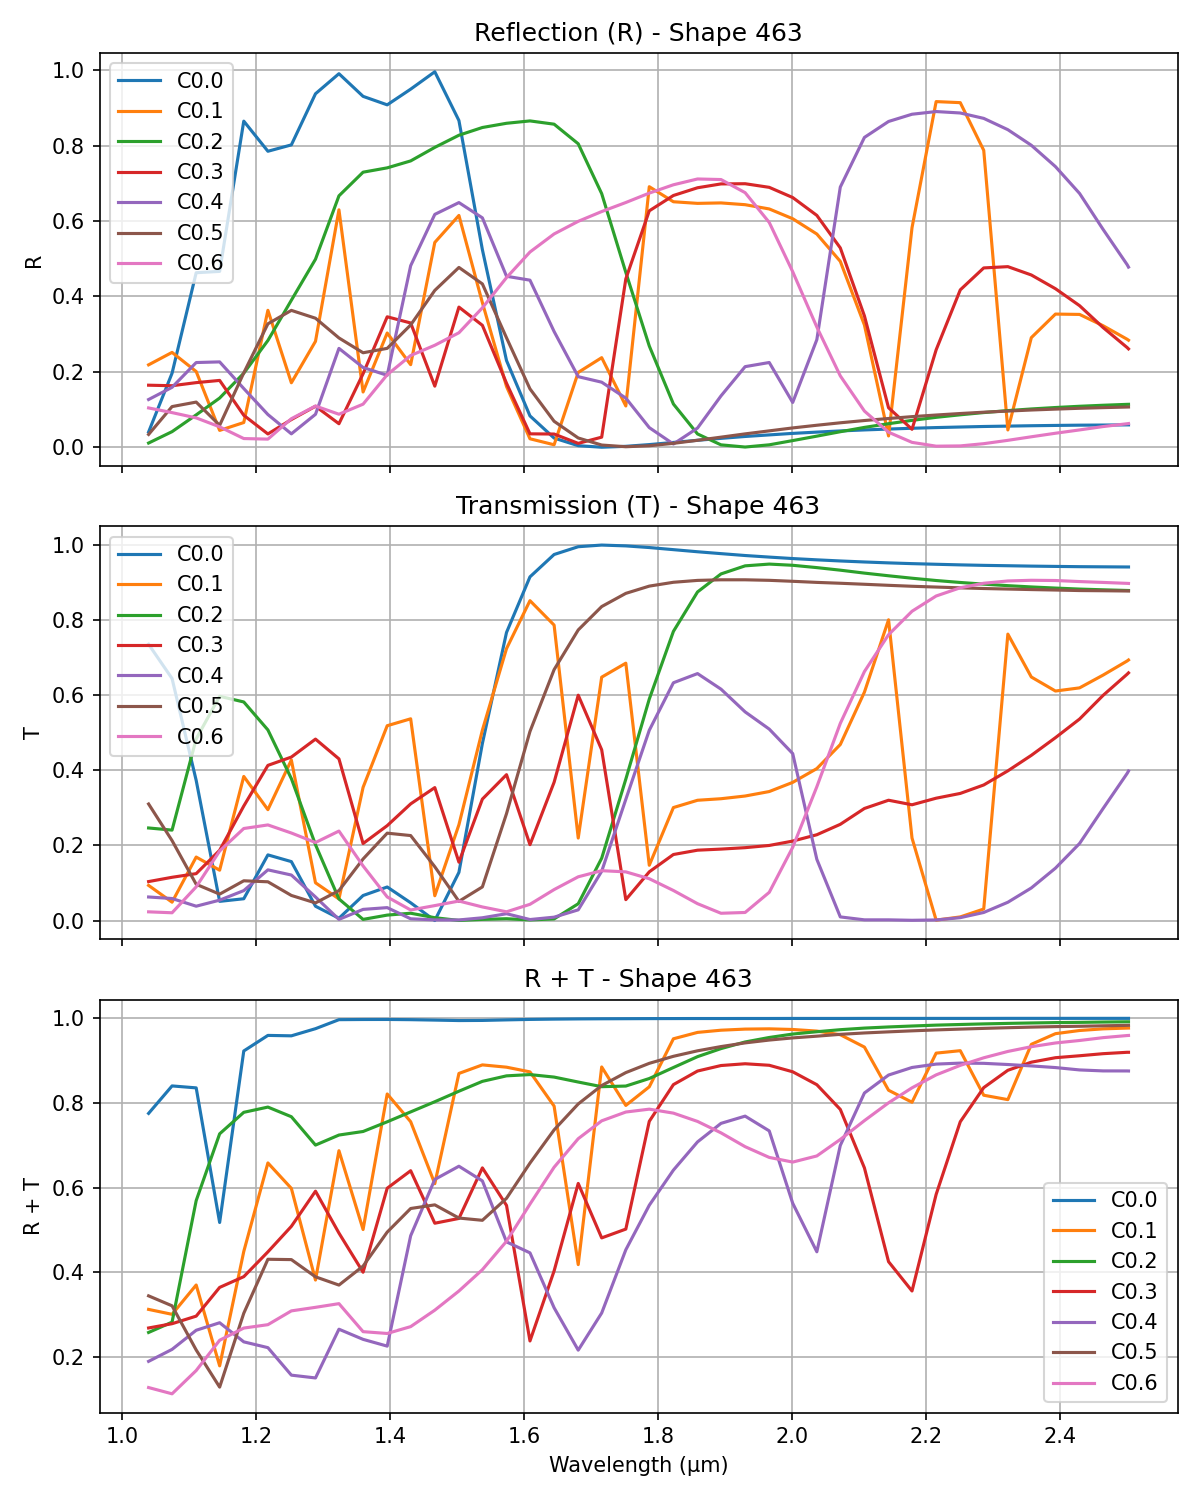 Reflection (R) - Shape 463
1.0
0.8
0.6
0.4
0.2
0.0
R
C0.0
C0.1
C0.2
C0.3
C0.4
C0.5
C0.6
Transmission (T) - Shape 463
1.0
0.8
0.6
0.4
0.2
0.0
T
C0.0
C0.1
C0.2
C0.3
C0.4
C0.5
C0.6
R + T - Shape 463
1.0
0.8
0.6
0.4
0.2
R + T
C0.0
C0.1
C0.2
C0.3
C0.4
C0.5
C0.6
1.0 1.2 1.4 1.6 1.8 2.0 2.2 2.4
Wavelength (μm)